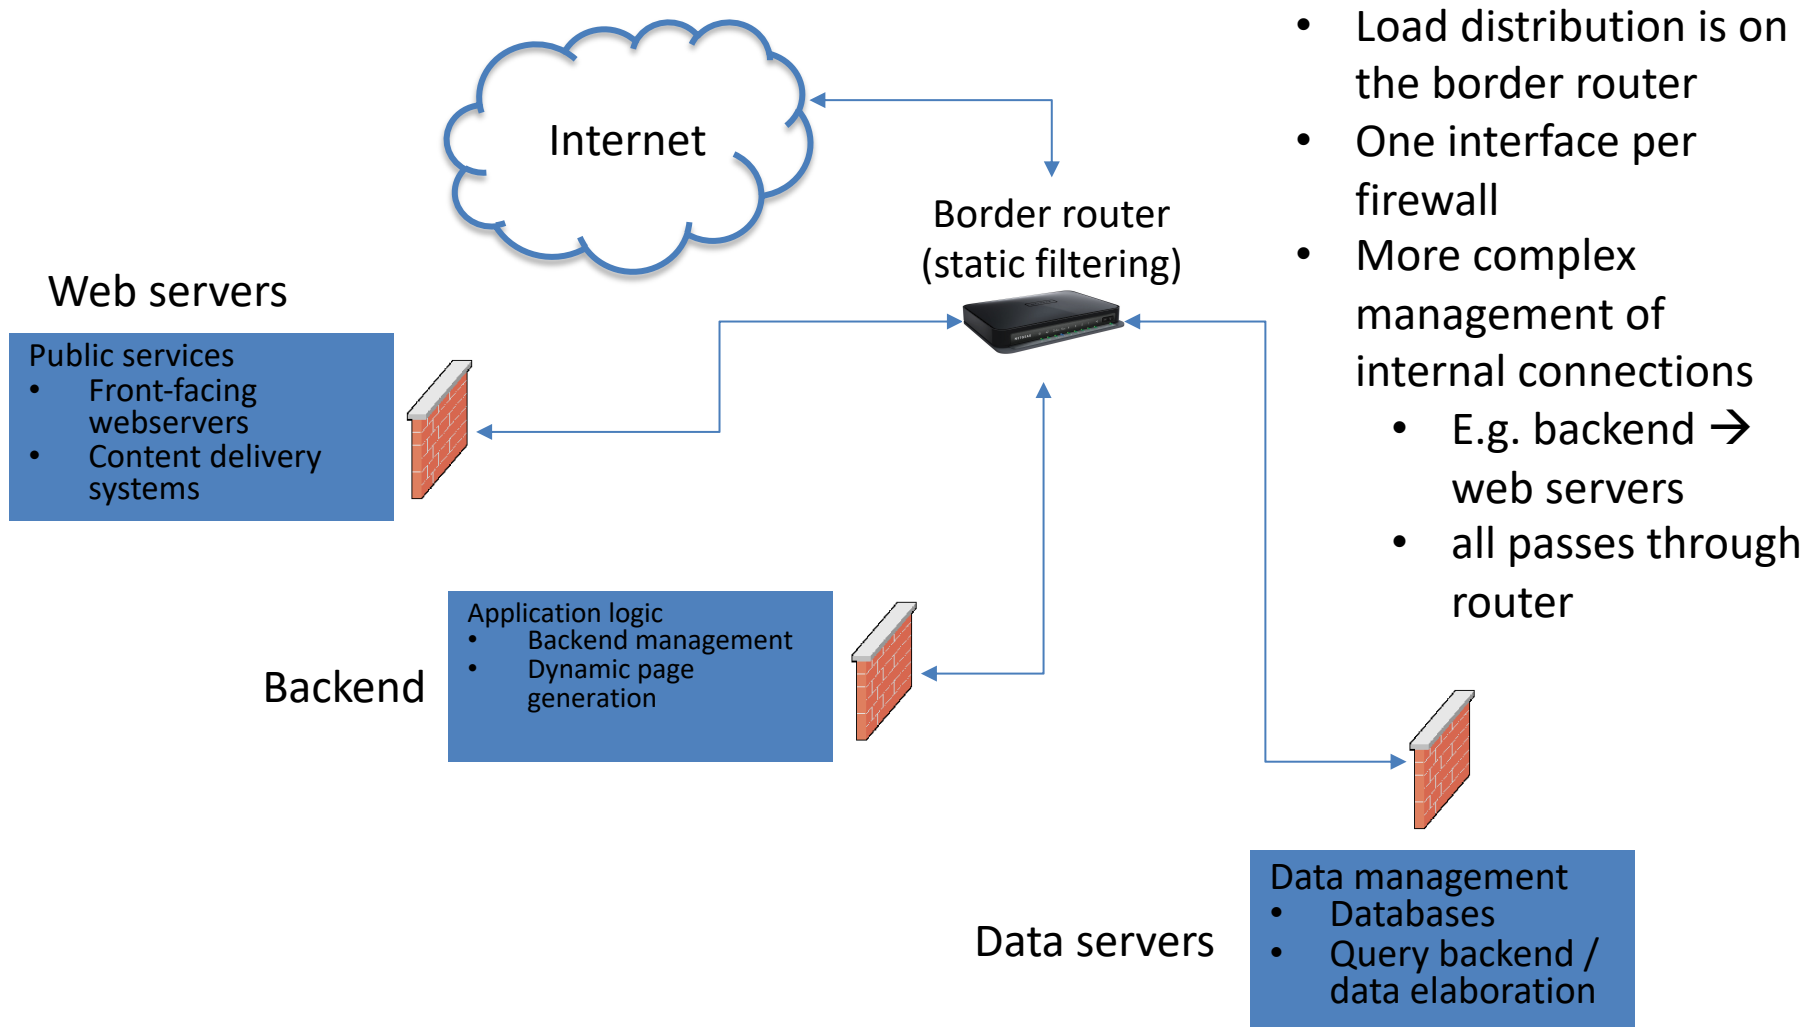 Internet
Border router
(static filtering)
Web servers
Public services
• Front-facing
webservers
• Content delivery
systems
Application logic
• Backend management
• Dynamic page
generation
Backend
Data servers
Data management
• Databases
• Query backend /
data elaboration
• Load distribution is on
the border router
• One interface per
firewall
• More complex
management of
internal connections
• E.g. backend →
web servers
• all passes through
router